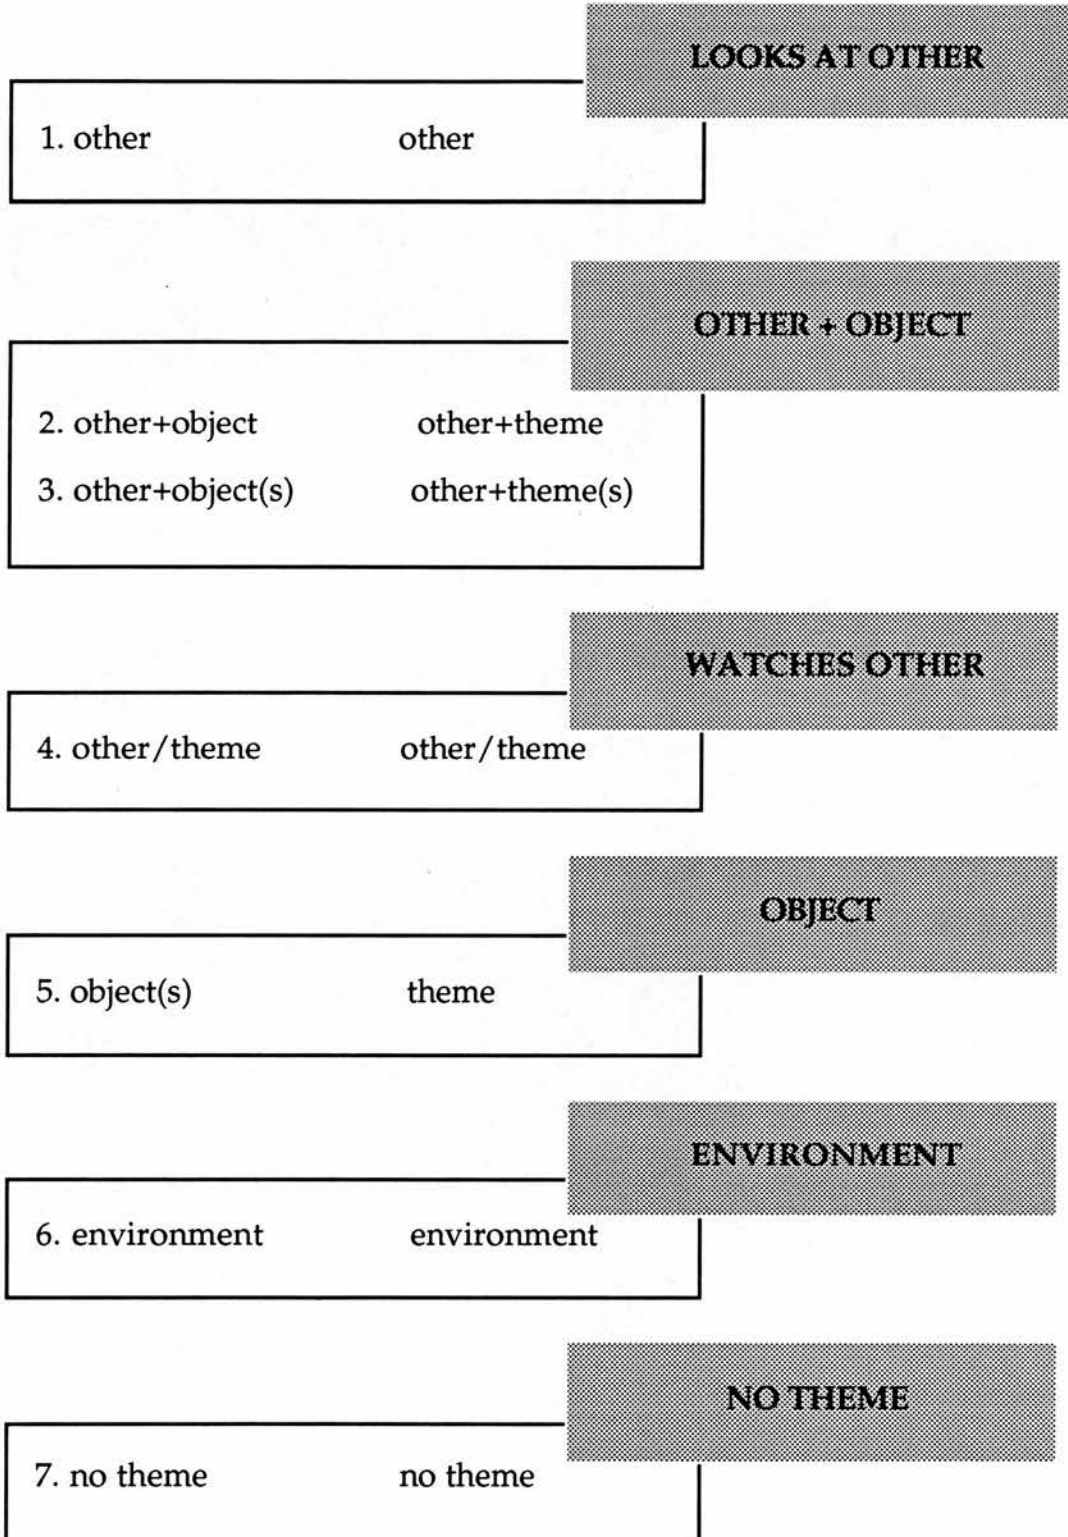 LOOKS AT OTHER
1. other other
OTHER + OBJECT
2. other+object other+theme
3. other+object(s) other+theme(s)
WATCHES OTHER
4. other/theme other/theme
OBJECT
5. object(s) theme
ENVIRONMENT
6. environment environment
NO THEME
7. no theme no theme